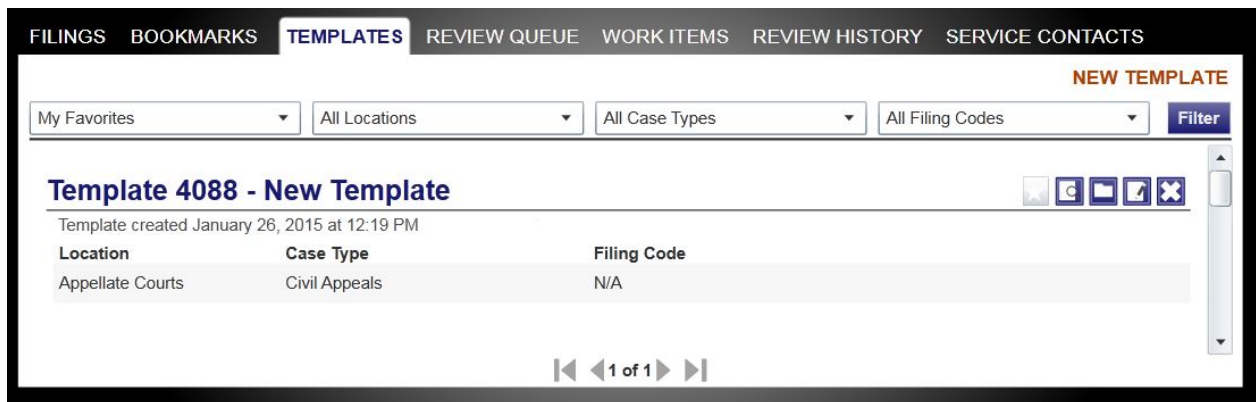 FILINGS BOOKMARKS TEMPLATES REVIEW QUEUE WORK ITEMS REVIEW HISTORY SERVICE CONTACTS
NEW TEMPLATE
My Favorites All Locations All Case Types All Filing Codes Filter
Template 4088 - New Template
Template created January 26, 2015 at 12:19 PM
Location Case Type Filing Code
Appellate Courts Civil Appeals N/A
1 of 1